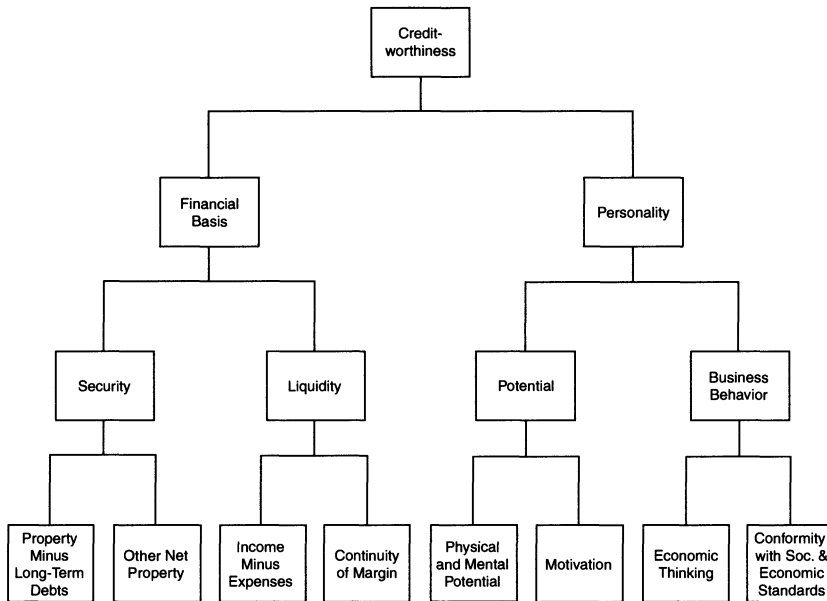 Credit-
worthiness
Financial
Basis
Personality
Security
Liquidity
Potential
Business
Behavior
Property
Minus
Long-Term
Debts
Other Net
Property
Income
Minus
Expenses
Continuity
of Margin
Physical
and Mental
Potential
Motivation
Economic
Thinking
Conformity
with Soc. &
Economic
Standards